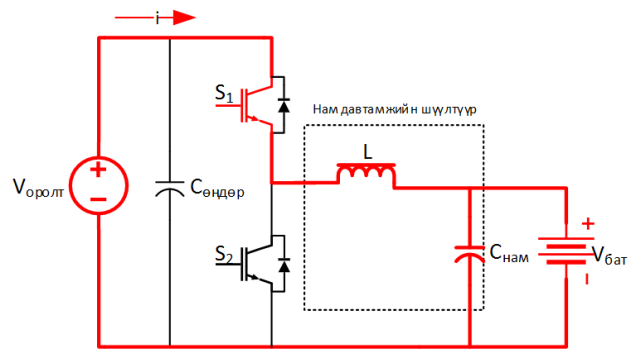 i
S1
Нам давтамжийн шүүлтүүр
L
Vоролт
+
−
Cөндөр
S2
Cнам
+
Vбат
-